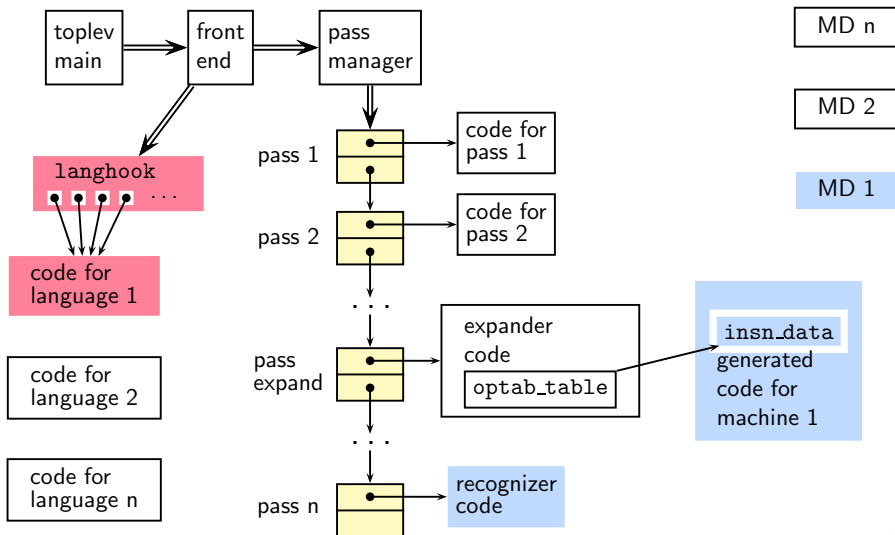 toplev
main
front
end
pass
manager
MD n
MD 2
MD 1
pass 1
code for
pass 1
langhook
. . .
pass 2
code for
pass 2
code for
language 1
. . .
pass
expand
expander
code
optab_table
insn_data
generated
code for
machine 1
code for
language 2
. . .
code for
language n
pass n
recognizer
code